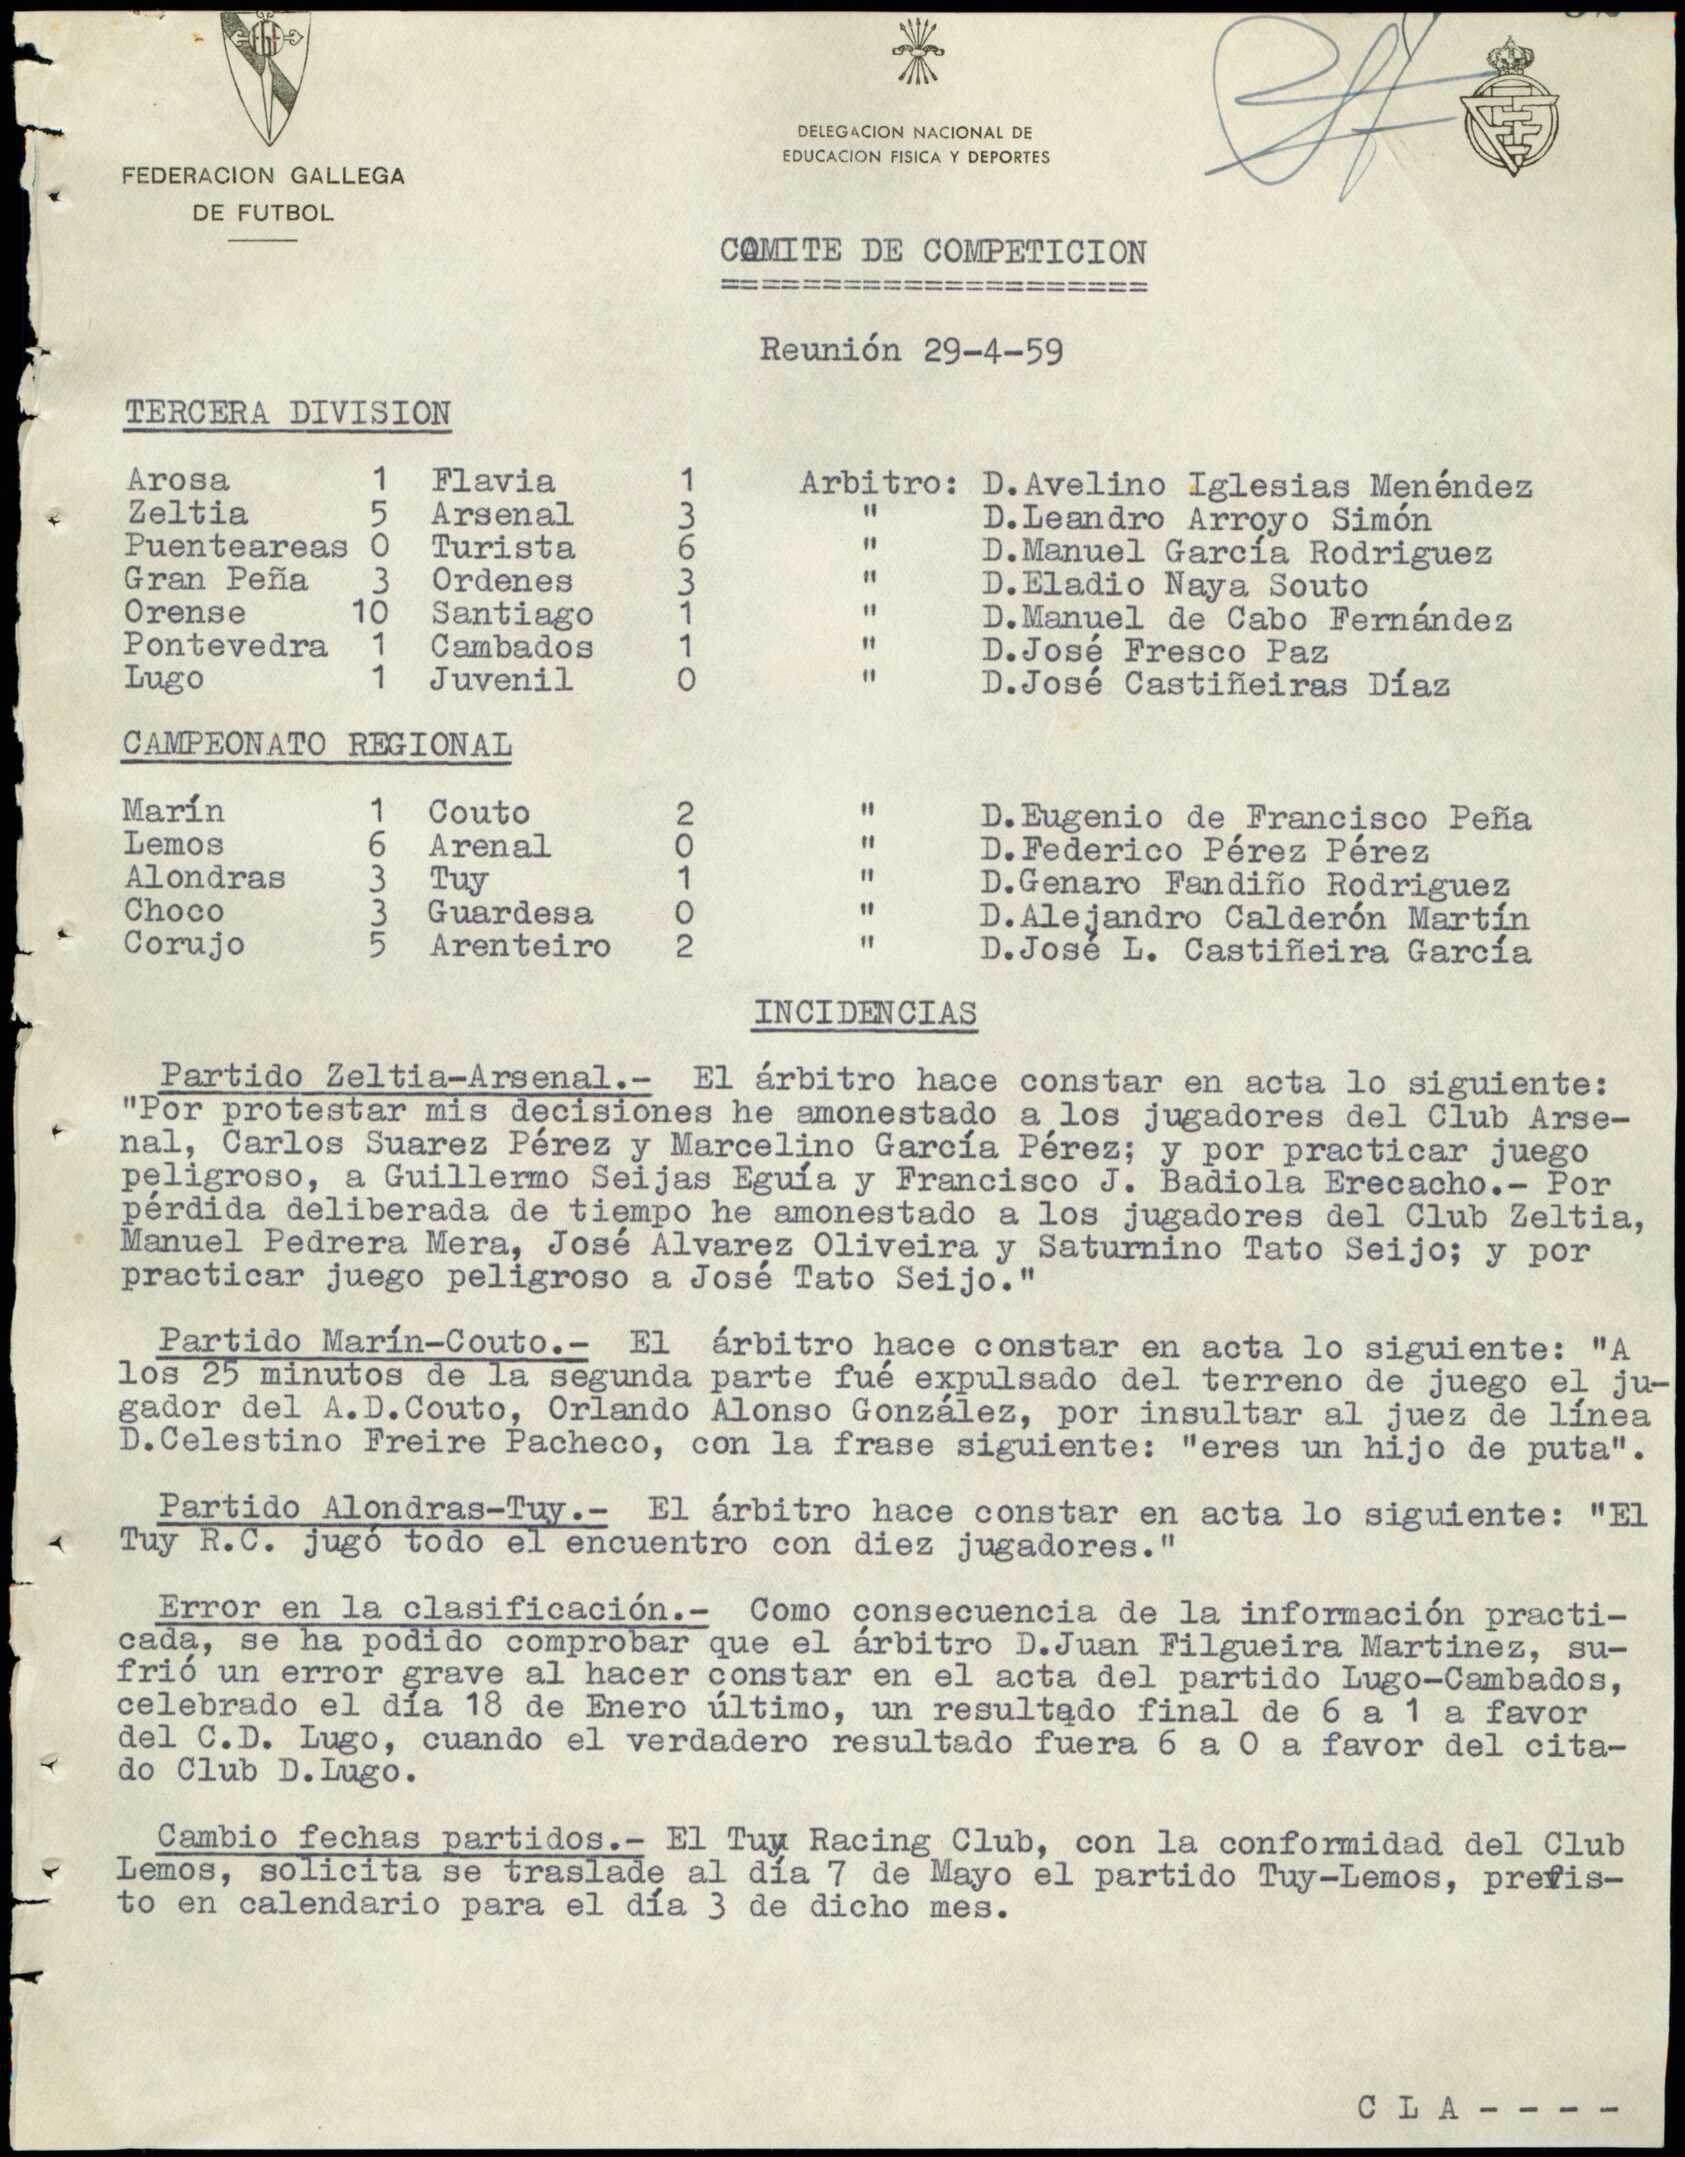 FEDERACION GALLEGA
DE FUTBOL
DELEGACION NACIONAL DE
EDUCACION FISICA Y DEPORTES
COMITE DE COMPETICION
=====================
Reunión 29-4-59
TERCERA DIVISION
Arosa 1 Flavia 1 Arbitro: D.Avelino Iglesias Menéndez
Zeltia 5 Arsenal 3 " D.Leandro Arroyo Simón
Puenteareas 0 Turista 6 " D.Manuel García Rodriguez
Gran Peña 3 Ordenes 3 " D.Eladio Naya Souto
Orense 10 Santiago 1 " D.Manuel de Cabo Fernández
Pontevedra 1 Cambados 1 " D.José Fresco Paz
Lugo 1 Juvenil 0 " D.José Castiñeiras Díaz
CAMPEONATO REGIONAL
Marín 1 Couto 2 " D.Eugenio de Francisco Peña
Lemos 6 Arenal 0 " D.Federico Pérez Pérez
Alondras 3 Tuy 1 " D.Genaro Fandiño Rodriguez
Choco 3 Guardesa 0 " D.Alejandro Calderón Martín
Corujo 5 Arenteiro 2 " D.José L. Castiñeira García
INCIDENCIAS
Partido Zeltia-Arsenal.- El árbitro hace constar en acta lo siguiente:
"Por protestar mis decisiones he amonestado a los jugadores del Club Arse-
nal, Carlos Suarez Pérez y Marcelino García Pérez; y por practicar juego
peligroso, a Guillermo Seijas Eguía y Francisco J. Badiola Erecacho.- Por
pérdida deliberada de tiempo he amonestado a los jugadores del Club Zeltia,
Manuel Pedrera Mera, José Alvarez Oliveira y Saturnino Tato Seijo; y por
practicar juego peligroso a José Tato Seijo."
Partido Marín-Couto.- El árbitro hace constar en acta lo siguiente: "A
los 25 minutos de la segunda parte fué expulsado del terreno de juego el ju-
gador del A.D.Couto, Orlando Alonso González, por insultar al juez de línea
D.Celestino Freire Pacheco, con la frase siguiente: "eres un hijo de puta".
Partido Alondras-Tuy.- El árbitro hace constar en acta lo siguiente: "El
Tuy R.C. jugó todo el encuentro con diez jugadores."
Error en la clasificación.- Como consecuencia de la información practi-
cada, se ha podido comprobar que el árbitro D.Juan Filgueira Martinez, su-
frió un error grave al hacer constar en el acta del partido Lugo-Cambados,
celebrado el día 18 de Enero último, un resultado final de 6 a 1 a favor
del C.D. Lugo, cuando el verdadero resultado fuera 6 a 0 a favor del cita-
do Club D.Lugo.
Cambio fechas partidos.- El Tuy Racing Club, con la conformidad del Club
Lemos, solicita se traslade al día 7 de Mayo el partido Tuy-Lemos, previs-
to en calendario para el día 3 de dicho mes.
C L A - - - -